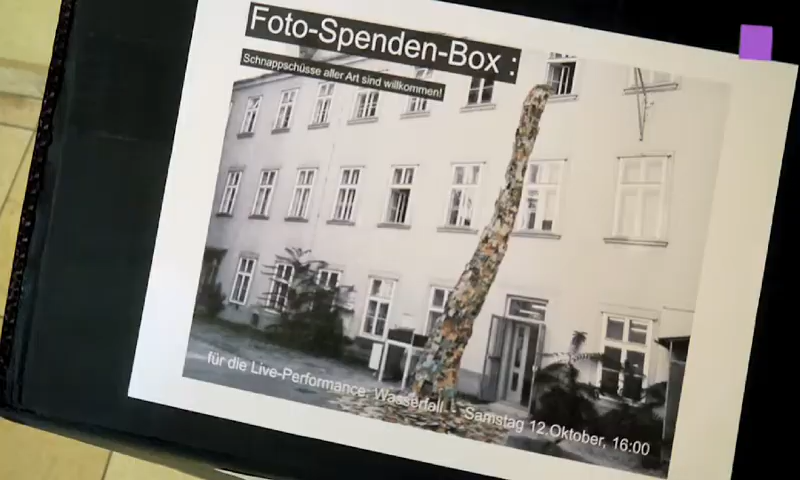 Foto-Spenden-Box :
Schnappschüsse aller Art sind willkommen!
für die Live-Performance: Wasserfall... Samstag 12.Oktober, 16:00